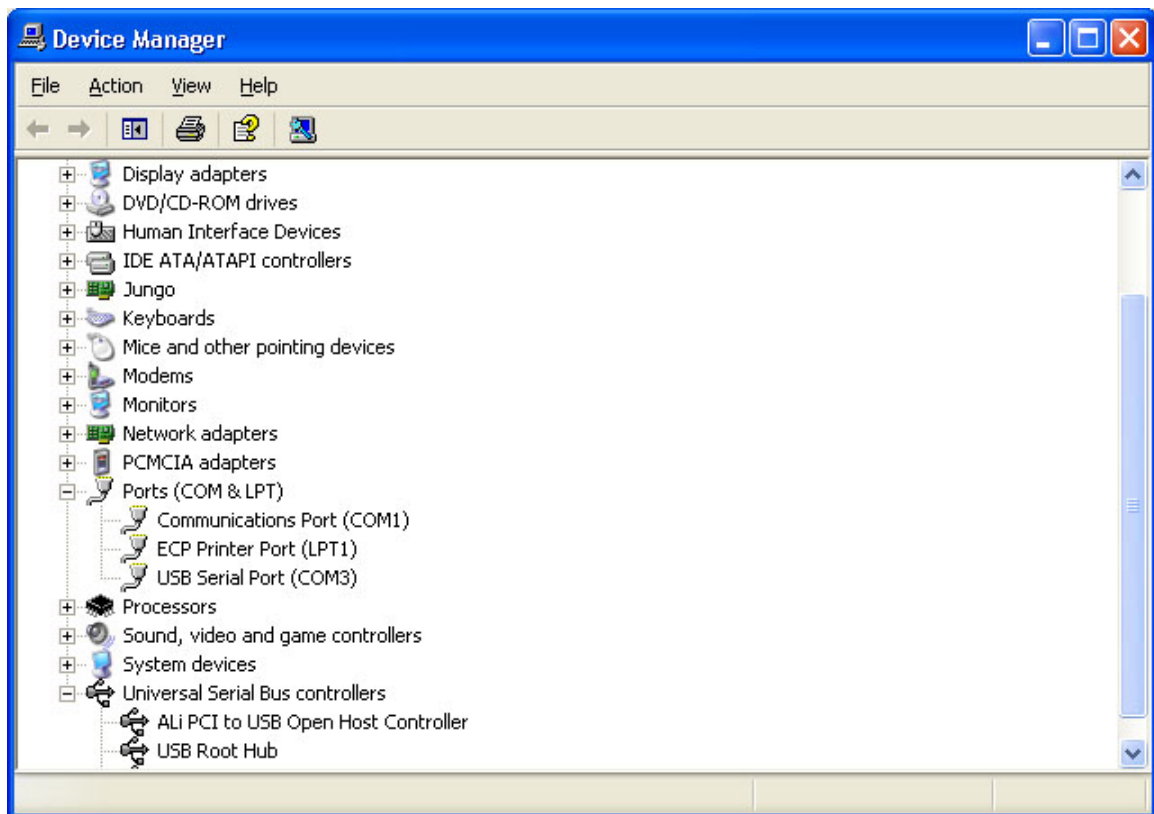 Device Manager
File Action View Help
Display adapters
DVD/CD-ROM drives
Human Interface Devices
IDE ATA/ATAPI controllers
Jungo
Keyboards
Mice and other pointing devices
Modems
Monitors
Network adapters
PCMCIA adapters
Ports (COM & LPT)
Communications Port (COM1)
ECP Printer Port (LPT1)
USB Serial Port (COM3)
Processors
Sound, video and game controllers
System devices
Universal Serial Bus controllers
ALi PCI to USB Open Host Controller
USB Root Hub